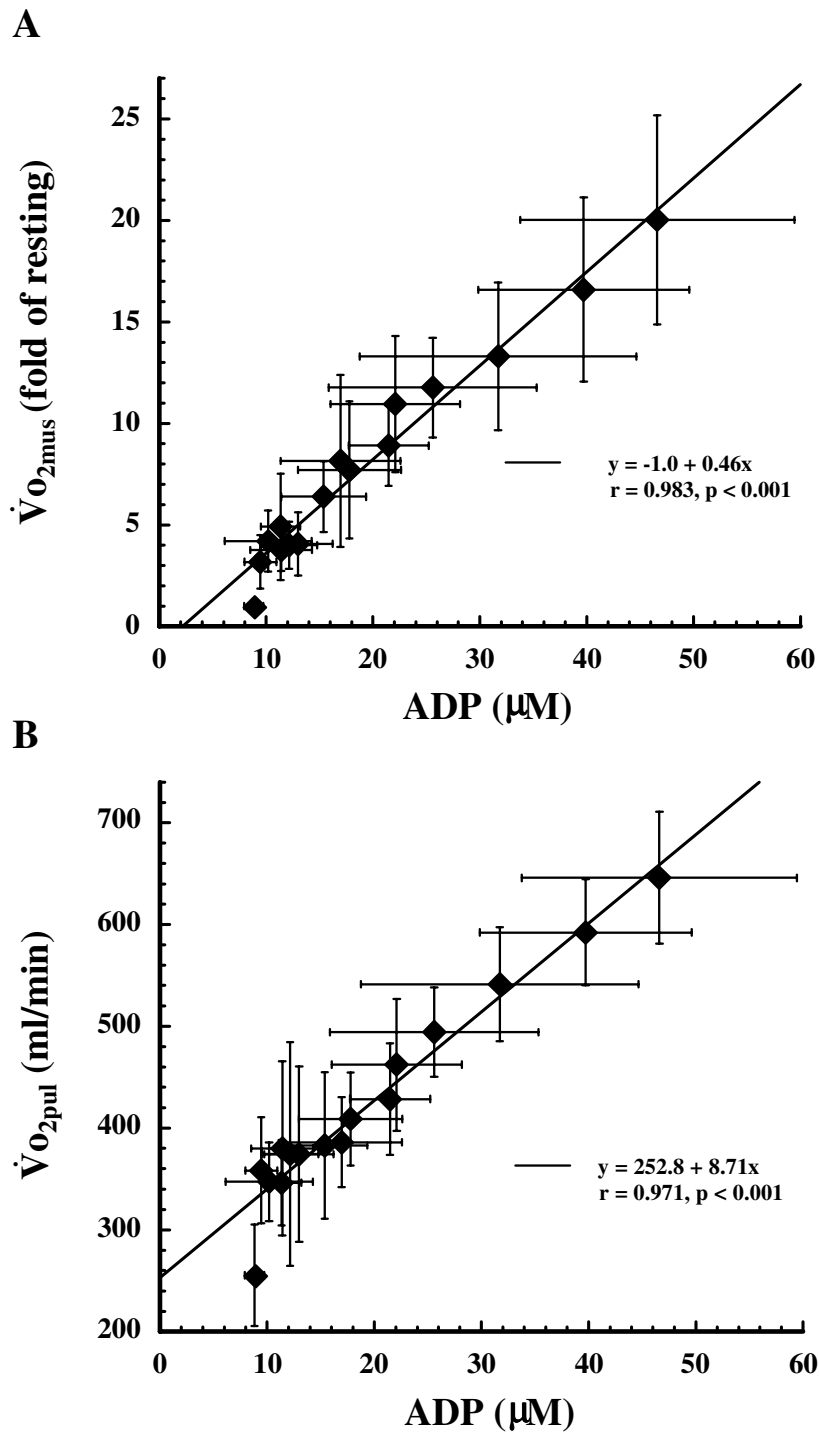 A
25
20
15
10
5
0
V̇o2mus (fold of resting)
y = -1.0 + 0.46x
r = 0.983, p < 0.001
0 10 20 30 40 50 60
ADP (μM)
B
700
600
500
400
300
200
V̇o2pul (ml/min)
y = 252.8 + 8.71x
r = 0.971, p < 0.001
0 10 20 30 40 50 60
ADP (μM)